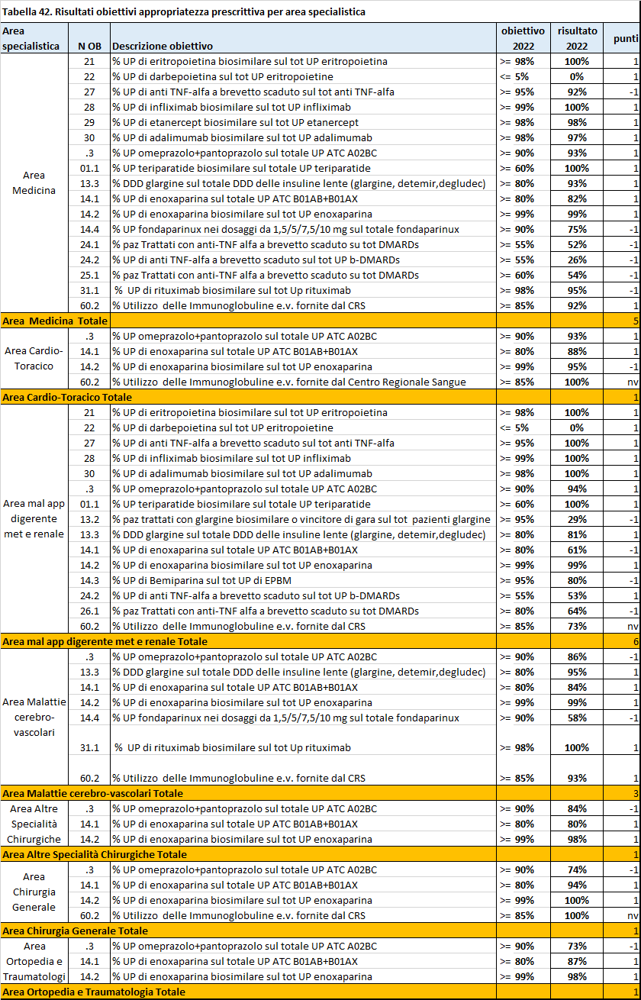 Tabella 42. Risultati obiettivi appropriatezza prescrittiva per area specialistica
Area specialistica N OB Descrizione obiettivo obiettivo 2022 risultato 2022 punti
Area Medicina
21 % UP di eritropoietina biosimilare sul tot UP eritropoietina >= 98% 100% 1
22 % UP di darbepoietina sul tot UP eritropoietine <= 5% 0% 1
27 % UP di anti TNF-alfa a brevetto scaduto sul tot anti TNF-alfa >= 95% 92% -1
28 % UP di infliximab biosimilare sul tot UP infliximab >= 99% 100% 1
29 % UP di etanercept biosimilare sul tot UP etanercept >= 98% 98% 1
30 % UP di adalimumab biosimilare sul tot UP adalimumab >= 98% 97% 1
.3 % UP omeprazolo+pantoprazolo sul totale UP ATC A02BC >= 90% 93% 1
01.1 % UP teriparatide biosimilare sul totale UP teriparatide >= 60% 100% 1
13.3 % DDD glargine sul totale DDD delle insuline lente (glargine, detemir,degludec) >= 80% 93% 1
14.1 % UP di enoxaparina sul totale UP ATC B01AB+B01AX >= 80% 82% 1
14.2 % UP di enoxaparina biosimilare sul tot UP enoxaparina >= 99% 99% 1
14.4 % UP fondaparinux nei dosaggi da 1,5/5/7,5/10 mg sul totale fondaparinux >= 90% 75% -1
24.1 % paz Trattati con anti-TNF alfa a brevetto scaduto su tot DMARDs >= 55% 52% -1
24.2 % UP di anti TNF-alfa a brevetto scaduto sul tot UP b-DMARDs >= 55% 26% -1
25.1 % paz Trattati con anti-TNF alfa a brevetto scaduto su tot DMARDs >= 60% 54% -1
31.1 % UP di rituximab biosimilare sul tot Up rituximab >= 98% 95% -1
60.2 % Utilizzo delle Immunoglobuline e.v. fornite dal CRS >= 85% 92% 1
Area Medicina Totale 5
Area Cardio-Toracico
.3 % UP omeprazolo+pantoprazolo sul totale UP ATC A02BC >= 90% 93% 1
14.1 % UP di enoxaparina sul totale UP ATC B01AB+B01AX >= 80% 88% 1
14.2 % UP di enoxaparina biosimilare sul tot UP enoxaparina >= 99% 95% -1
60.2 % Utilizzo delle Immunoglobuline e.v. fornite dal Centro Regionale Sangue >= 85% 100% nv
Area Cardio-Toracico Totale 1
Area mal app digerente met e renale
21 % UP di eritropoietina biosimilare sul tot UP eritropoietina >= 98% 100% 1
22 % UP di darbepoietina sul tot UP eritropoietine <= 5% 0% 1
27 % UP di anti TNF-alfa a brevetto scaduto sul tot anti TNF-alfa >= 95% 100% 1
28 % UP di infliximab biosimilare sul tot UP infliximab >= 99% 100% 1
30 % UP di adalimumab biosimilare sul tot UP adalimumab >= 98% 100% 1
.3 % UP omeprazolo+pantoprazolo sul totale UP ATC A02BC >= 90% 94% 1
01.1 % UP teriparatide biosimilare sul totale UP teriparatide >= 60% 100% 1
13.2 % paz trattati con glargine biosimilare o vincitore di gara sul tot pazienti glargine >= 95% 29% -1
13.3 % DDD glargine sul totale DDD delle insuline lente (glargine, detemir,degludec) >= 80% 81% 1
14.1 % UP di enoxaparina sul totale UP ATC B01AB+B01AX >= 80% 61% -1
14.2 % UP di enoxaparina biosimilare sul tot UP enoxaparina >= 99% 99% 1
14.3 % UP di Bemiparina sul tot UP di EPBM >= 95% 80% -1
24.2 % UP di anti TNF-alfa a brevetto scaduto sul tot UP b-DMARDs >= 55% 53% 1
26.1 % paz Trattati con anti-TNF alfa a brevetto scaduto su tot DMARDs >= 80% 64% -1
60.2 % Utilizzo delle Immunoglobuline e.v. fornite dal CRS >= 85% 73% nv
Area mal app digerente met e renale Totale 6
Area Malattie cerebro-vascolari
.3 % UP omeprazolo+pantoprazolo sul totale UP ATC A02BC >= 90% 86% -1
13.3 % DDD glargine sul totale DDD delle insuline lente (glargine, detemir,degludec) >= 80% 95% 1
14.1 % UP di enoxaparina sul totale UP ATC B01AB+B01AX >= 80% 84% 1
14.2 % UP di enoxaparina biosimilare sul tot UP enoxaparina >= 99% 99% 1
14.4 % UP fondaparinux nei dosaggi da 1,5/5/7,5/10 mg sul totale fondaparinux >= 90% 58% -1
31.1 % UP di rituximab biosimilare sul tot Up rituximab >= 98% 100% 1
60.2 % Utilizzo delle Immunoglobuline e.v. fornite dal CRS >= 85% 93% 1
Area Malattie cerebro-vascolari Totale 3
Area Altre Specialità Chirurgiche
.3 % UP omeprazolo+pantoprazolo sul totale UP ATC A02BC >= 90% 84% -1
14.1 % UP di enoxaparina sul totale UP ATC B01AB+B01AX >= 80% 80% 1
14.2 % UP di enoxaparina biosimilare sul tot UP enoxaparina >= 99% 98% 1
Area Altre Specialità Chirurgiche Totale 1
Area Chirurgia Generale
.3 % UP omeprazolo+pantoprazolo sul totale UP ATC A02BC >= 90% 74% -1
14.1 % UP di enoxaparina sul totale UP ATC B01AB+B01AX >= 80% 94% 1
14.2 % UP di enoxaparina biosimilare sul tot UP enoxaparina >= 99% 100% 1
60.2 % Utilizzo delle Immunoglobuline e.v. fornite dal CRS >= 85% 100% nv
Area Chirurgia Generale Totale 1
Area Ortopedia e Traumatologi
.3 % UP omeprazolo+pantoprazolo sul totale UP ATC A02BC >= 90% 73% -1
14.1 % UP di enoxaparina sul totale UP ATC B01AB+B01AX >= 80% 87% 1
14.2 % UP di enoxaparina biosimilare sul tot UP enoxaparina >= 99% 98% 1
Area Ortopedia e Traumatologia Totale 1